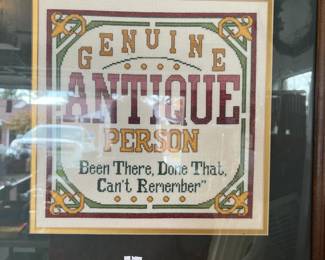 GENUINE
ANTIQUE
PERSON
Been There, Done That,
Can't Remember"